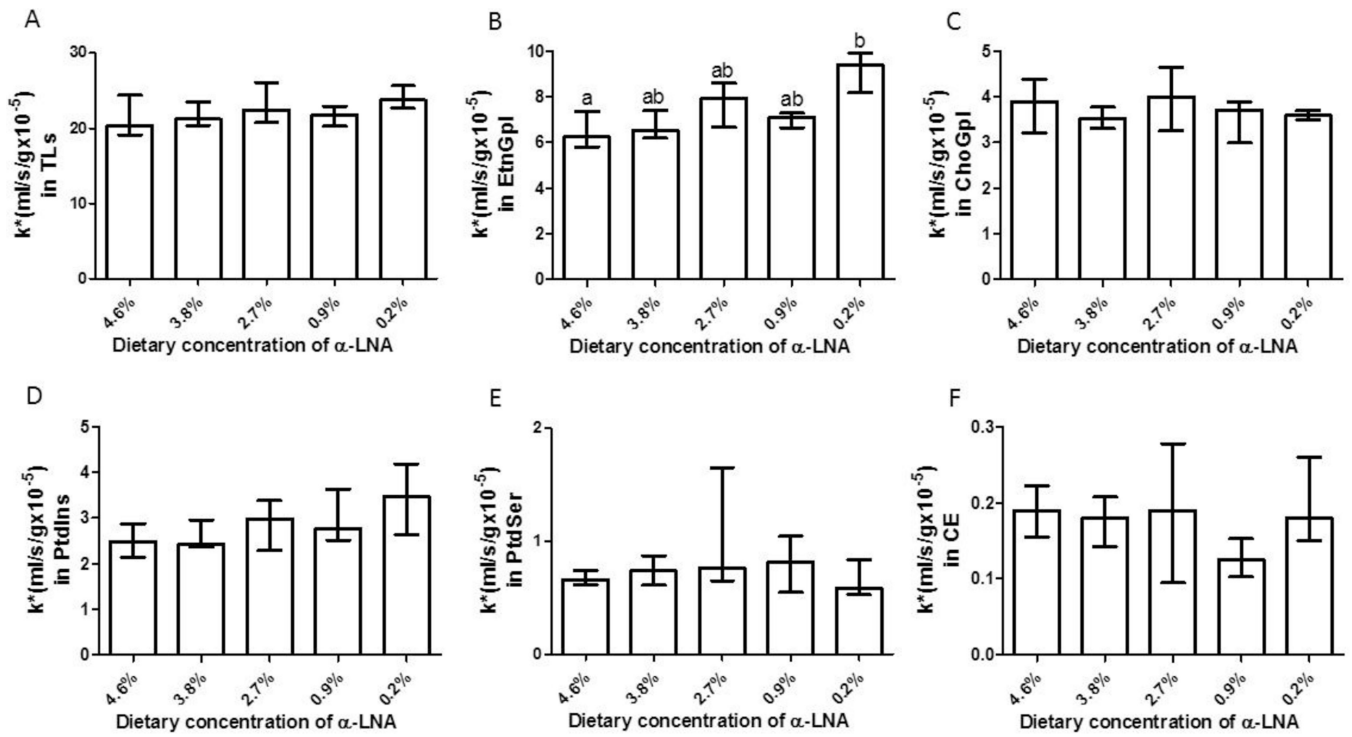 A
k*(ml/s/gx10⁻⁵)
in TLs
30
20
10
0
4.6%
3.8%
2.7%
0.9%
0.2%
Dietary concentration of α-LNA
B
k*(ml/s/gx10⁻⁵)
in EtnGpl
10
8
6
4
2
0
a
ab
ab
ab
b
4.6%
3.8%
2.7%
0.9%
0.2%
Dietary concentration of α-LNA
C
k*(ml/s/gx10⁻⁵)
in ChoGpl
5
4
3
2
1
0
4.6%
3.8%
2.7%
0.9%
0.2%
Dietary concentration of α-LNA
D
k*(ml/s/gx10⁻⁵)
in PtdIns
5
4
3
2
1
0
4.6%
3.8%
2.7%
0.9%
0.2%
Dietary concentration of α-LNA
E
k*(ml/s/gx10⁻⁵)
in PtdSer
2
1
0
4.6%
3.8%
2.7%
0.9%
0.2%
Dietary concentration of α-LNA
F
k*(ml/s/gx10⁻⁵)
in CE
0.3
0.2
0.1
0.0
4.6%
3.8%
2.7%
0.9%
0.2%
Dietary concentration of α-LNA